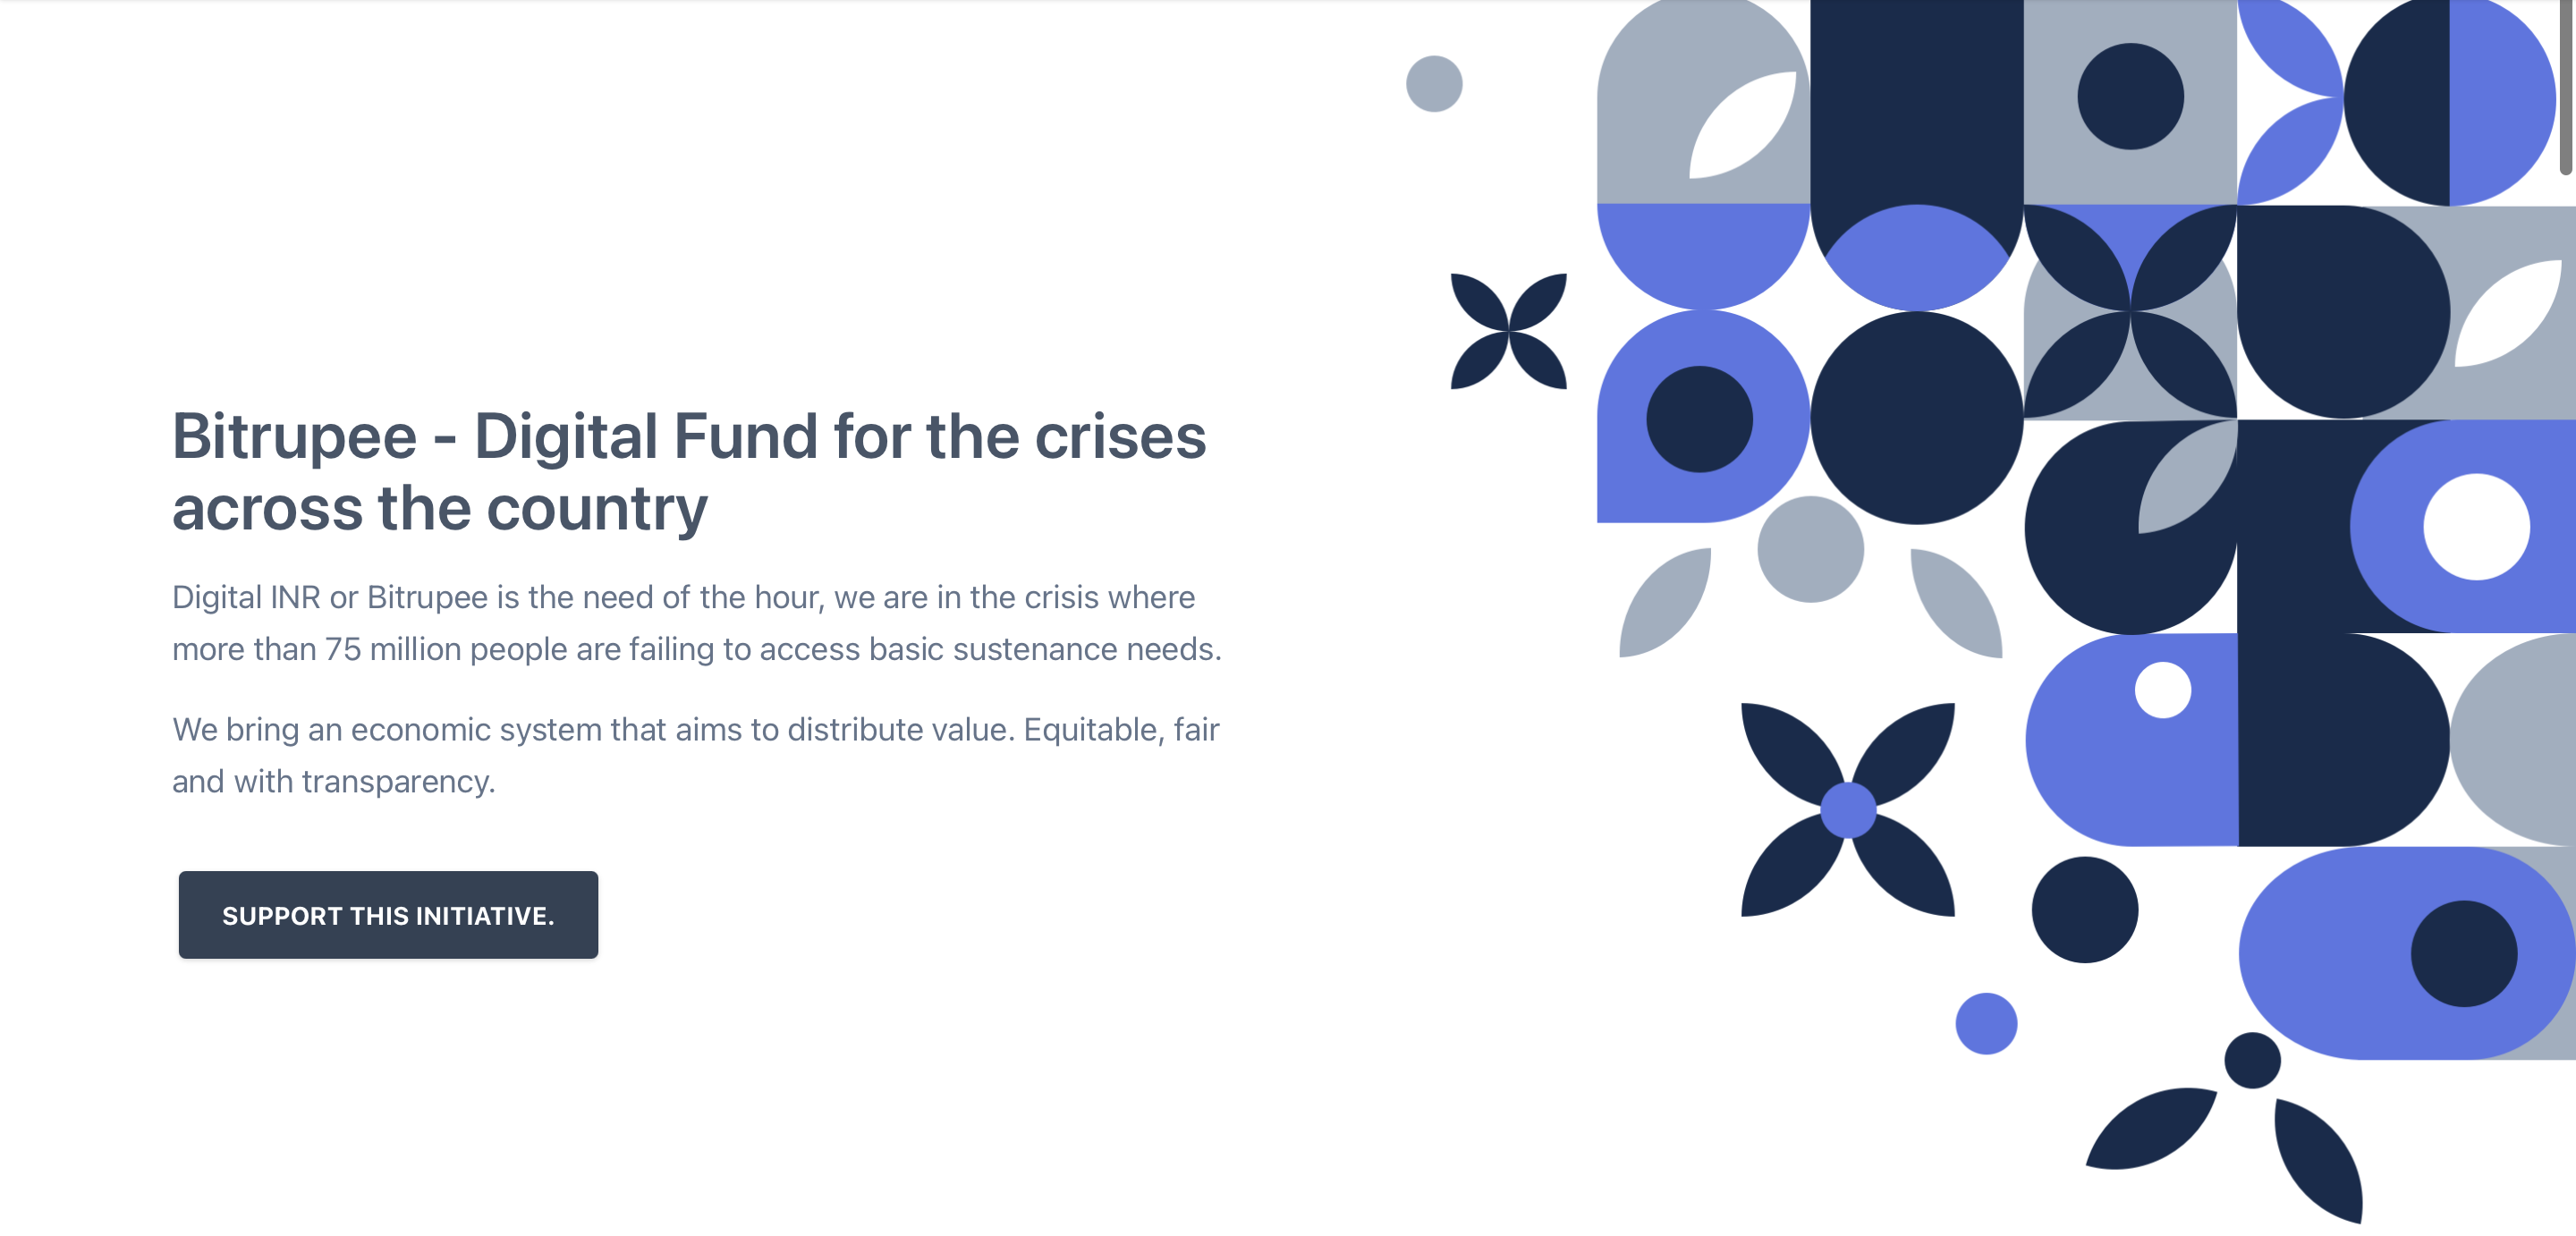 Bitrupee - Digital Fund for the crises
across the country
Digital INR or Bitrupee is the need of the hour, we are in the crisis where
more than 75 million people are failing to access basic sustenance needs.
We bring an economic system that aims to distribute value. Equitable, fair
and with transparency.
SUPPORT THIS INITIATIVE.